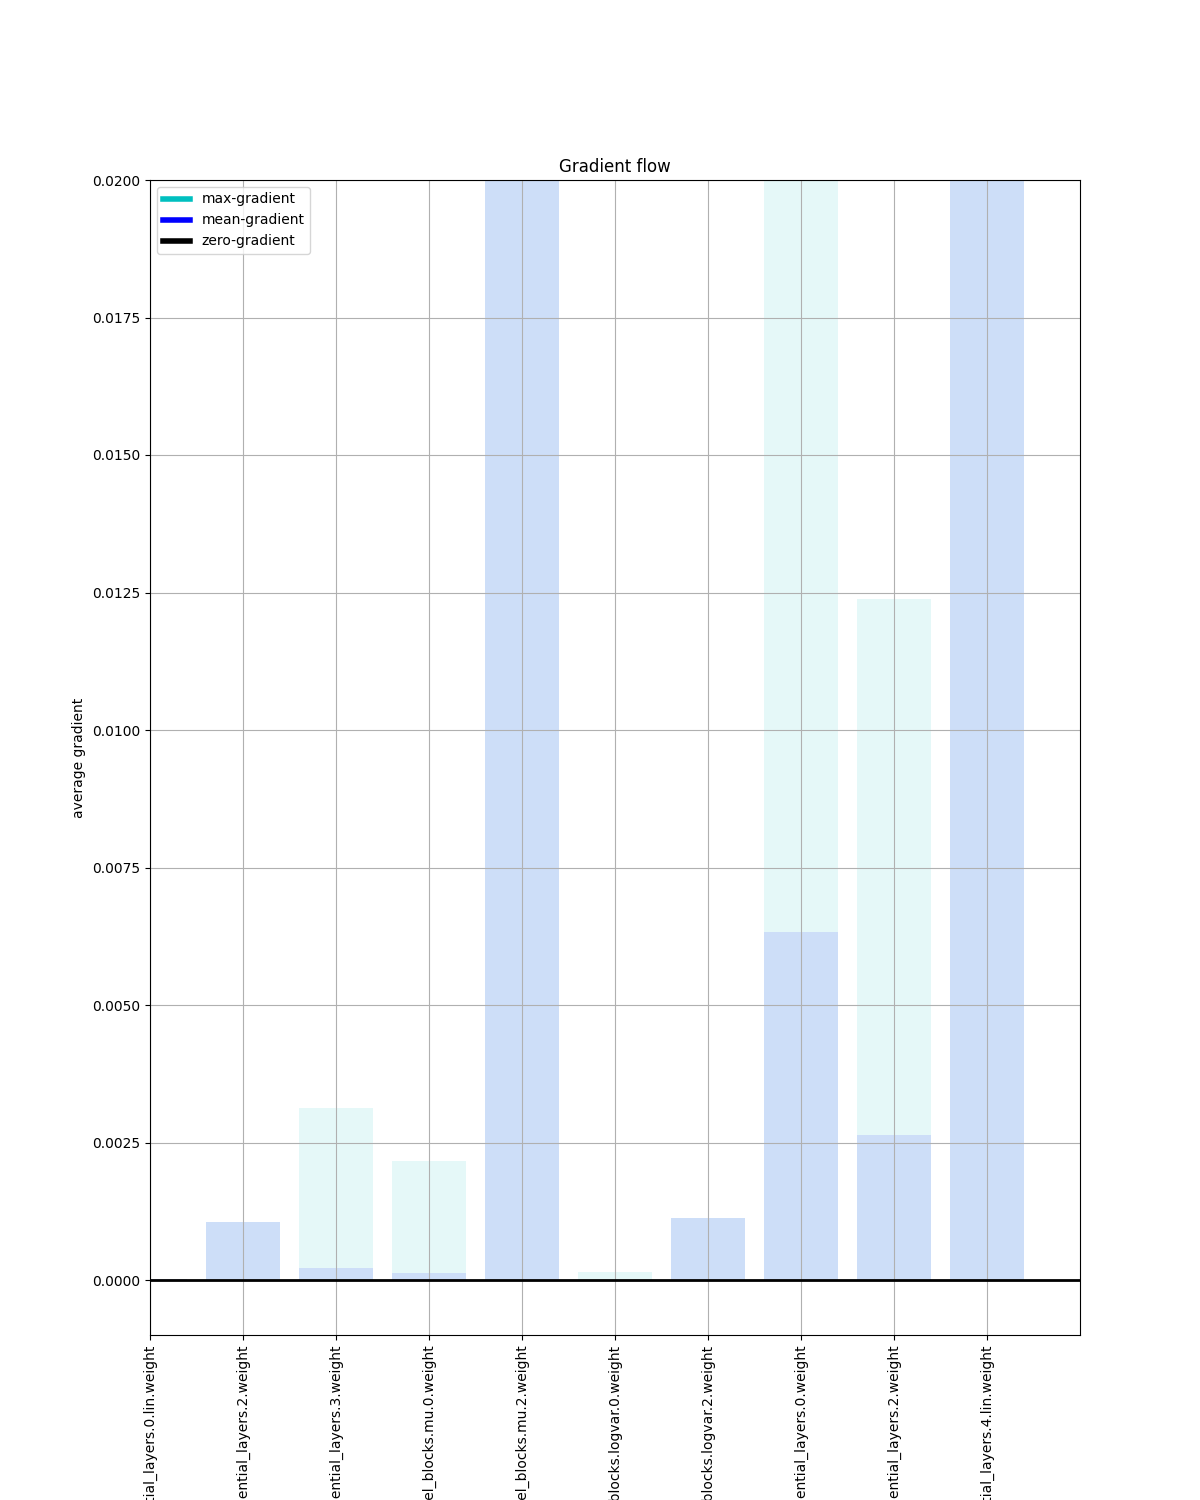 Gradient flow
max-gradient
mean-gradient
zero-gradient
0.0200
0.0175
0.0150
0.0125
0.0100
0.0075
0.0050
0.0025
0.0000
average gradient
tial_layers.0.lin.weight
ential_layers.2.weight
ential_layers.3.weight
el_blocks.mu.0.weight
el_blocks.mu.2.weight
blocks.logvar.0.weight
blocks.logvar.2.weight
ential_layers.0.weight
ential_layers.2.weight
tial_layers.4.lin.weight